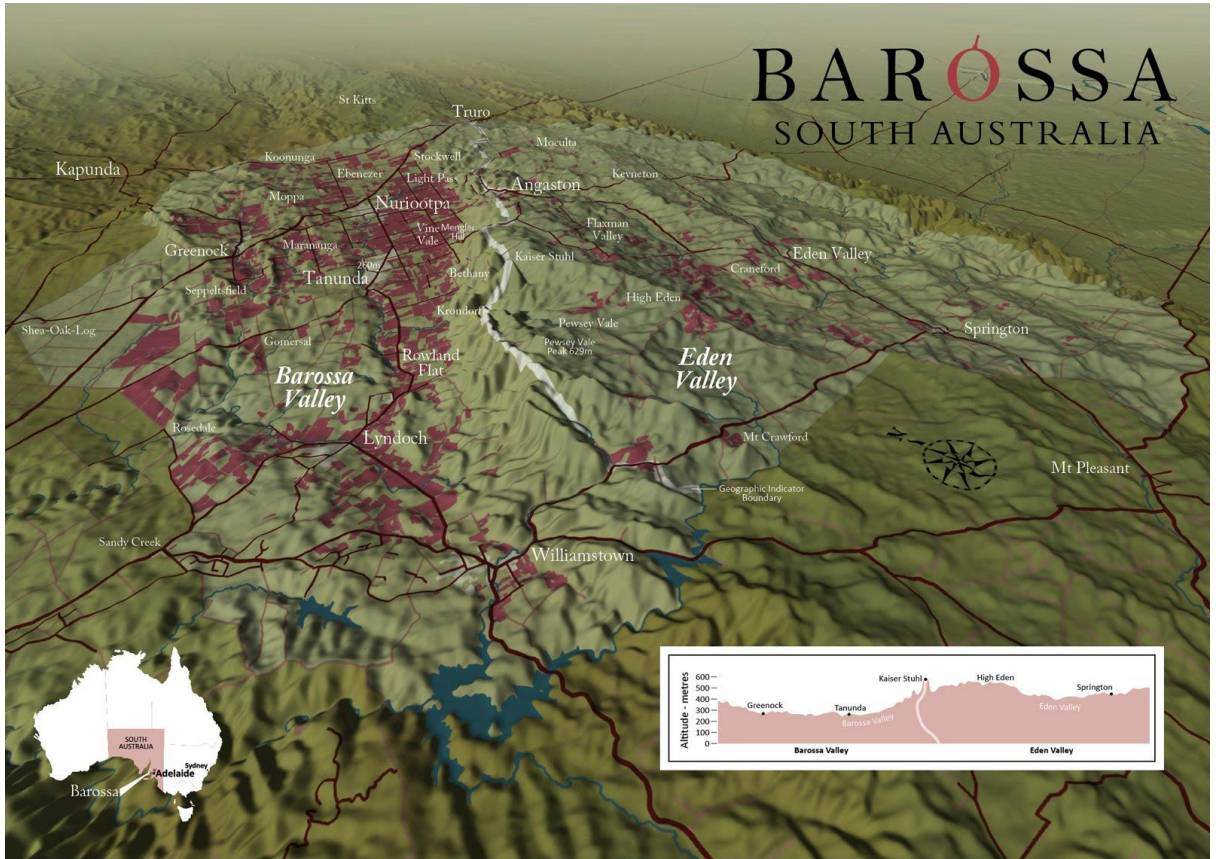 BAROSSA
SOUTH AUSTRALIA
St Kitts
Truro
Kapunda
Koonunga
Stockwell
Moculta
Ebenezer
Light Pass
Keyneton
Moppa
Angaston
Nuriootpa
Flaxman
Valley
Vine
Vale
Mengler
Hill
Greenock
Marananga
Eden Valley
Kaiser Stuhl
260m
Tanunda
Bethany
Craneford
Seppeltsfield
High Eden
Krondorf
Shea-Oak-Log
Pewsey Vale
Springton
Gomersal
Pewsey Vale
Peak 629m
Rowland
Flat
Eden
Valley
Barossa
Valley
Rosedale
Lyndoch
Mt Crawford
Mt Pleasant
Geographic Indicator
Boundary
Sandy Creek
Williamstown
N
SOUTH
AUSTRALIA
Sydney
Adelaide
Barossa
Altitude - metres
600
500
400
300
200
100
0
Kaiser Stuhl
High Eden
Greenock
Tanunda
Springton
Barossa Valley
Eden Valley
Barossa Valley
Eden Valley